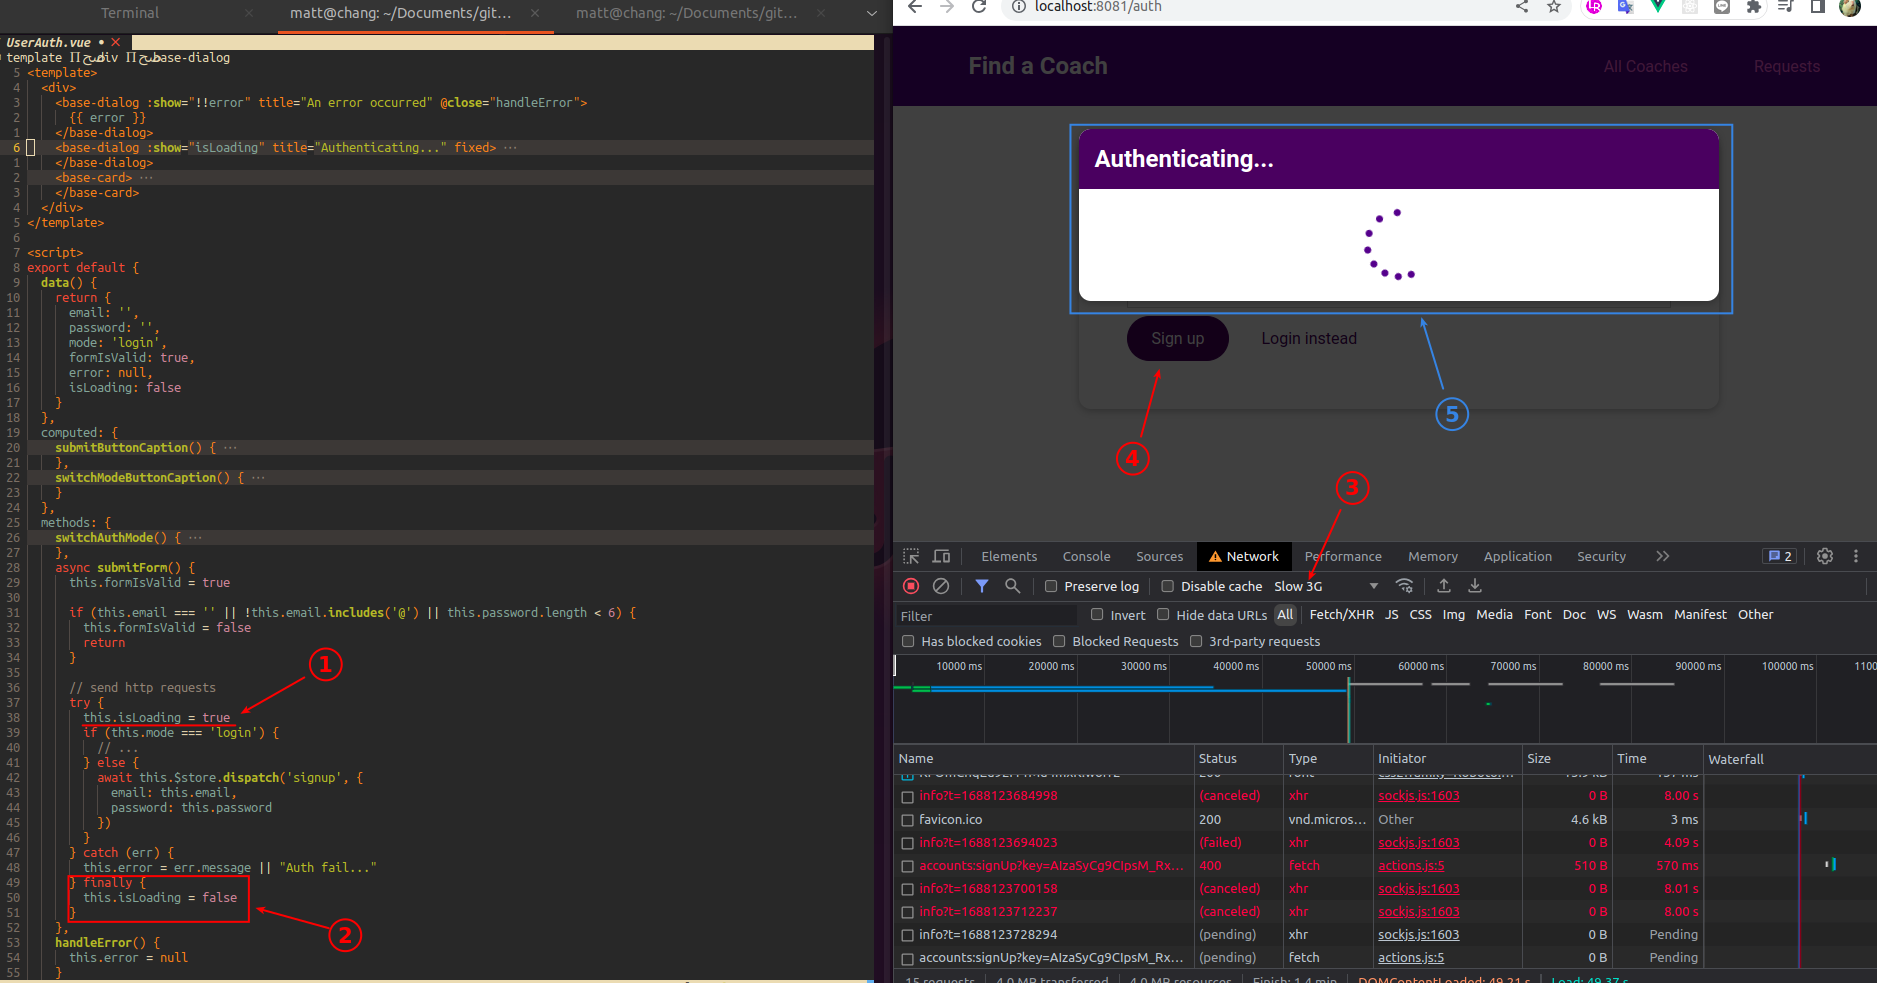 Terminal × matt@chang: ~/Documents/git... × matt@chang: ~/Documents/git... ×
UserAuth.vue • ✕
template div base-dialog
5 <template>
4 <div>
3 <base-dialog :show="!!error" title="An error occurred" @close="handleError">
2 {{ error }}
1 </base-dialog>
6 <base-dialog :show="isLoading" title="Authenticating..." fixed> ···
1 </base-dialog>
2 <base-card> ···
3 </base-card>
4 </div>
5 </template>
6
7 <script>
8 export default {
9 data() {
10 return {
11 email: '',
12 password: '',
13 mode: 'login',
14 formIsValid: true,
15 error: null,
16 isLoading: false
17 }
18 },
19 computed: {
20 submitButtonCaption() { ···
21 },
22 switchModeButtonCaption() { ···
23 }
24 },
25 methods: {
26 switchAuthMode() { ···
27 },
28 async submitForm() {
29 this.formIsValid = true
30
31 if (this.email === '' || !this.email.includes('@') || this.password.length < 6) {
32 this.formIsValid = false
33 return
34 }
35
36 // send http requests
37 try {
38 this.isLoading = true
39 if (this.mode === 'login') {
40 // ...
41 } else {
42 await this.$store.dispatch('signup', {
43 email: this.email,
44 password: this.password
45 })
46 }
47 } catch (err) {
48 this.error = err.message || "Auth fail..."
49 } finally {
50 this.isLoading = false
51 }
52 },
53 handleError() {
54 this.error = null
55 }
①
②
localhost:8081/auth
Find a Coach All Coaches Requests
Authenticating...
Sign up Login instead
④
⑤
③
Elements Console Sources Network Performance Memory Application Security 2
Preserve log Disable cache Slow 3G
Filter Invert Hide data URLs All Fetch/XHR JS CSS Img Media Font Doc WS Wasm Manifest Other
Has blocked cookies Blocked Requests 3rd-party requests
10000 ms 20000 ms 30000 ms 40000 ms 50000 ms 60000 ms 70000 ms 80000 ms 90000 ms 100000 ms
Name Status Type Initiator Size Time Waterfall
info?t=1688123684998 (canceled) xhr sockjs.js:1603 0 B 8.00 s
favicon.ico 200 vnd.micros... Other 4.6 kB 3 ms
info?t=1688123694023 (failed) xhr sockjs.js:1603 0 B 4.09 s
accounts:signUp?key=AIzaSyCg9CIpsM_Rx... 400 fetch actions.js:5 510 B 570 ms
info?t=1688123700158 (canceled) xhr sockjs.js:1603 0 B 8.01 s
info?t=1688123712237 (canceled) xhr sockjs.js:1603 0 B 8.00 s
info?t=1688123728294 (pending) xhr sockjs.js:1603 0 B Pending
accounts:signUp?key=AIzaSyCg9CIpsM_Rx... (pending) fetch actions.js:5 0 B Pending
15 requests 4.0 MB transferred 4.0 MB resources Finish: 1.4 min DOMContentLoaded: 49.21 s Load: 49.37 s